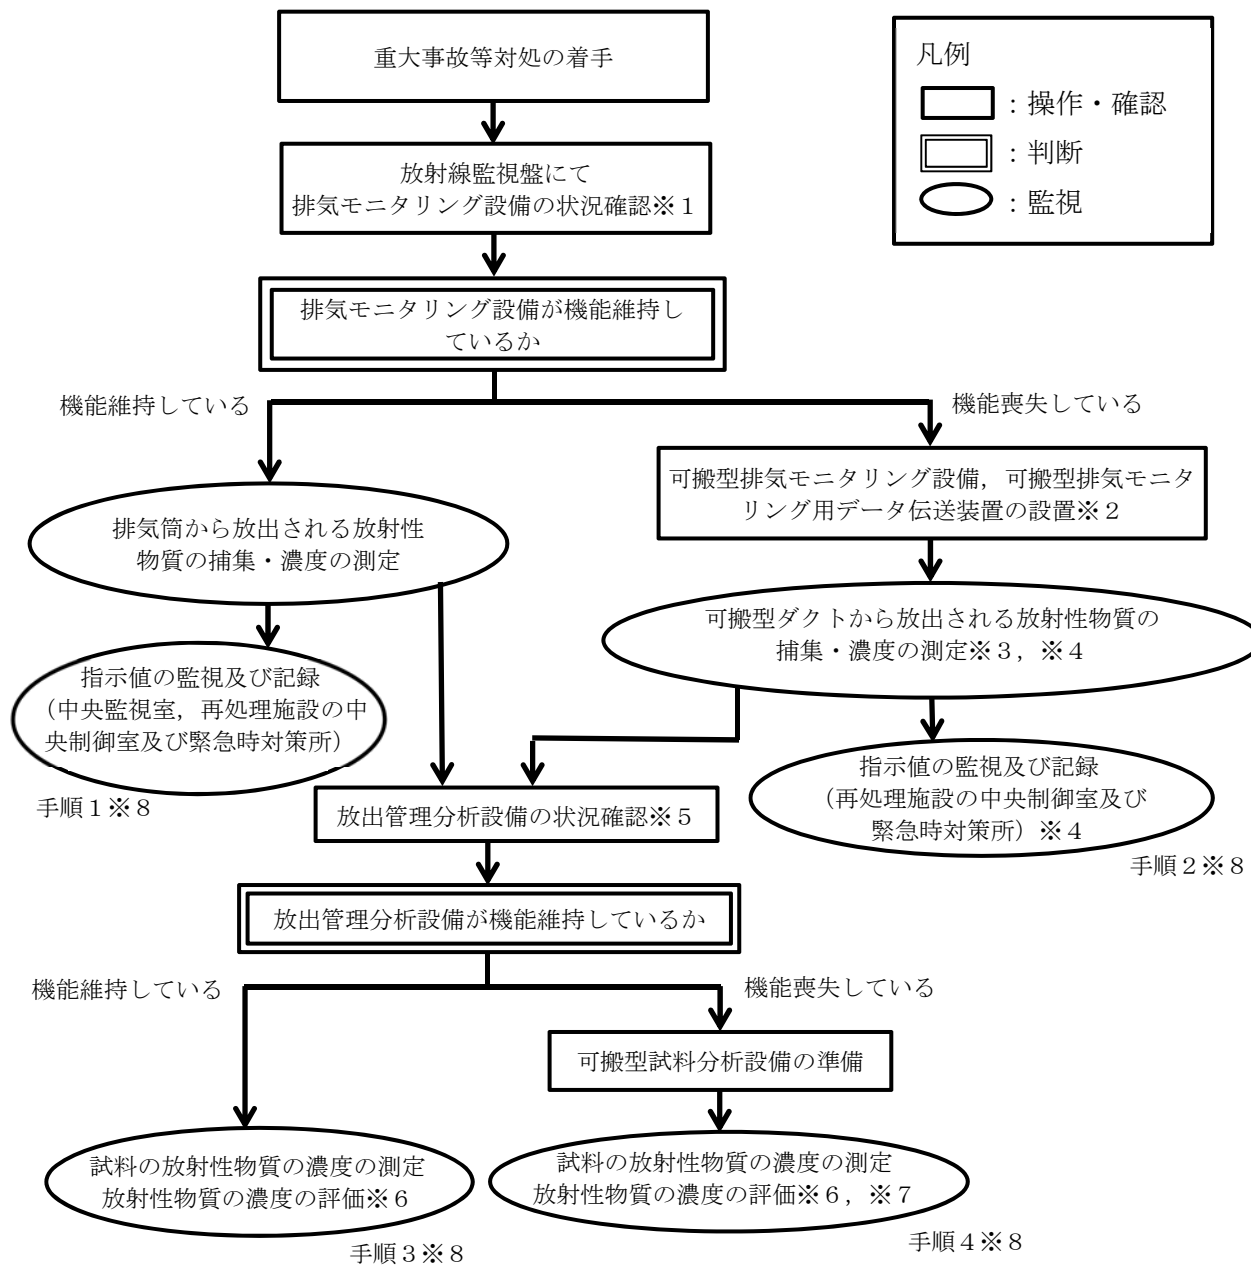 重大事故等対処の着手
凡例
：操作・確認
：判断
：監視
放射線監視盤にて
排気モニタリング設備の状況確認※１
排気モニタリング設備が機能維持し
ているか
機能維持している
機能喪失している
可搬型排気モニタリング設備，可搬型排気モニタ
リング用データ伝送装置の設置※２
排気筒から放出される放射性
物質の捕集・濃度の測定
可搬型ダクトから放出される放射性物質の
捕集・濃度の測定※３，※４
指示値の監視及び記録
（中央監視室，再処理施設の中
央制御室及び緊急時対策所）
手順１※８
指示値の監視及び記録
（再処理施設の中央制御室及び
緊急時対策所）※４
手順２※８
放出管理分析設備の状況確認※５
放出管理分析設備が機能維持しているか
機能維持している
機能喪失している
可搬型試料分析設備の準備
試料の放射性物質の濃度の測定
放射性物質の濃度の評価※６
手順３※８
試料の放射性物質の濃度の測定
放射性物質の濃度の評価※６，※７
手順４※８